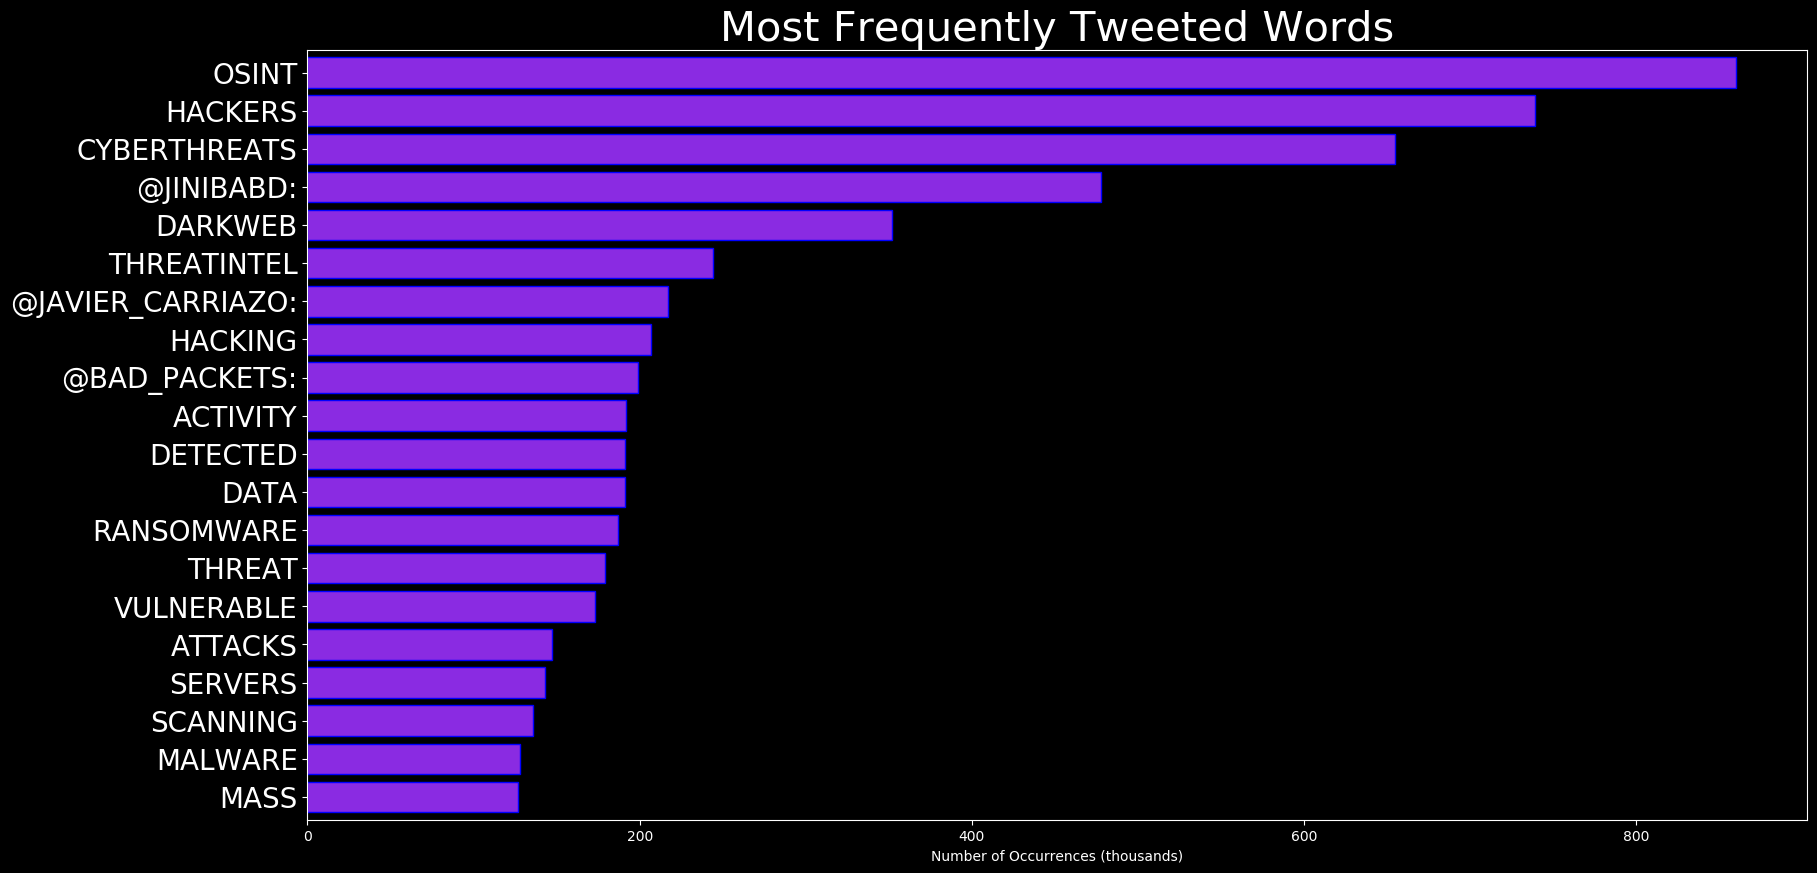 Most Frequently Tweeted Words
OSINT
HACKERS
CYBERTHREATS
@JINIBABD:
DARKWEB
THREATINTEL
@JAVIER_CARRIAZO:
HACKING
@BAD_PACKETS:
ACTIVITY
DETECTED
DATA
RANSOMWARE
THREAT
VULNERABLE
ATTACKS
SERVERS
SCANNING
MALWARE
MASS
0 200 400 600 800
Number of Occurrences (thousands)